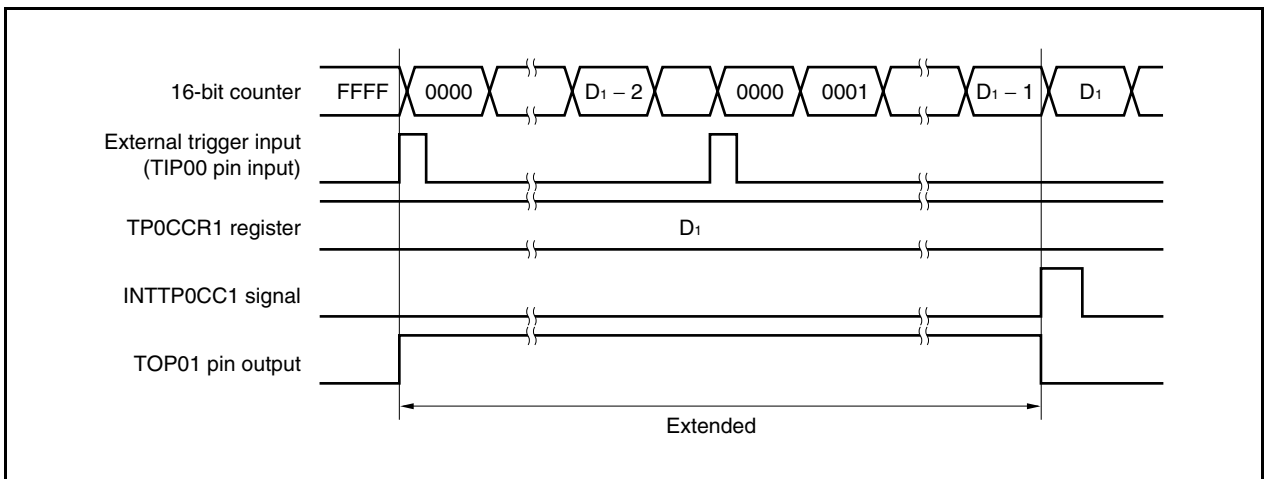 16-bit counter FFFF 0000 D₁ – 2 0000 0001 D₁ – 1 D₁
External trigger input
(TIP00 pin input)
TP0CCR1 register D₁
INTTP0CC1 signal
TOP01 pin output
Extended